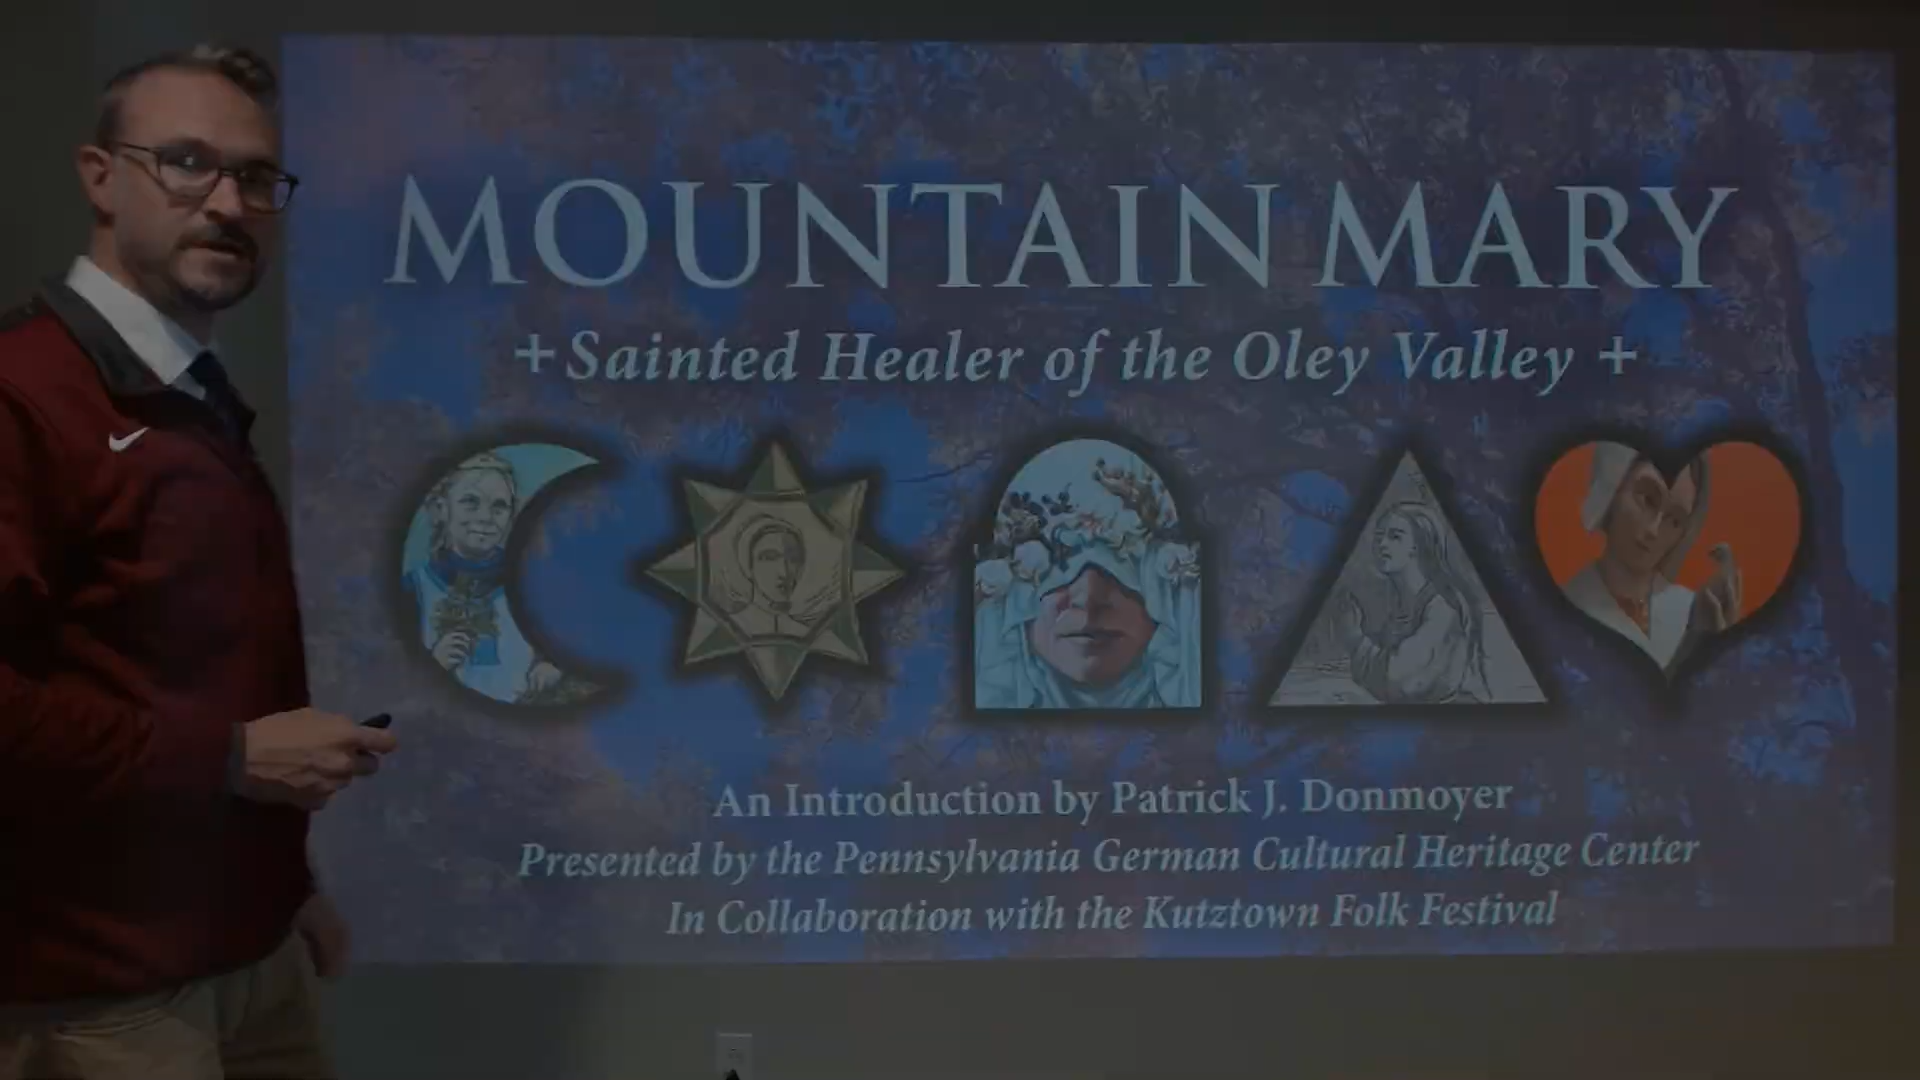 MOUNTAIN MARY
+ Sainted Healer of the Oley Valley +
An Introduction by Patrick J. Donmoyer
Presented by the Pennsylvania German Cultural Heritage Center
In Collaboration with the Kutztown Folk Festival